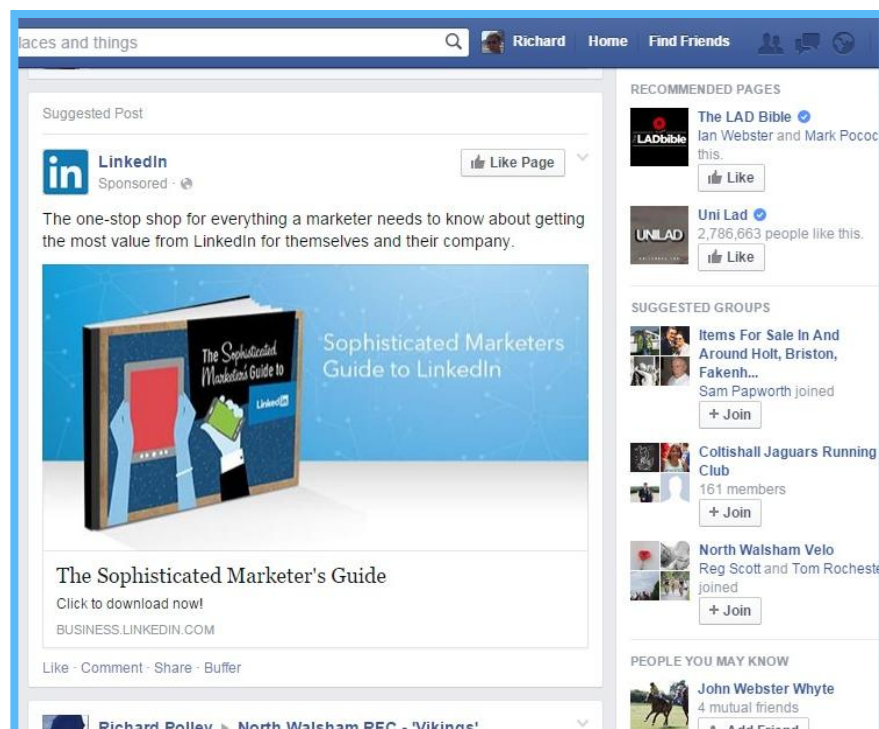 laces and things
Richard Home Find Friends
Suggested Post
in
LinkedIn
Sponsored ·
Like Page
The one-stop shop for everything a marketer needs to know about getting
the most value from LinkedIn for themselves and their company.
The Sophisticated
Marketer's Guide to
Linked in
Sophisticated Marketers
Guide to LinkedIn
The Sophisticated Marketer's Guide
Click to download now!
BUSINESS.LINKEDIN.COM
Like · Comment · Share · Buffer
Richard Polley ▸ North Walsham RFC - 'Vikings'
RECOMMENDED PAGES
LADbible
The LAD Bible
Ian Webster and Mark Pococ
this.
Like
UNILAD
Uni Lad
2,786,663 people like this.
Like
SUGGESTED GROUPS
Items For Sale In And
Around Holt, Briston,
Fakenh...
Sam Papworth joined
+ Join
Coltishall Jaguars Running
Club
161 members
+ Join
North Walsham Velo
Reg Scott and Tom Rocheste
joined
+ Join
PEOPLE YOU MAY KNOW
John Webster Whyte
4 mutual friends
Add Friend